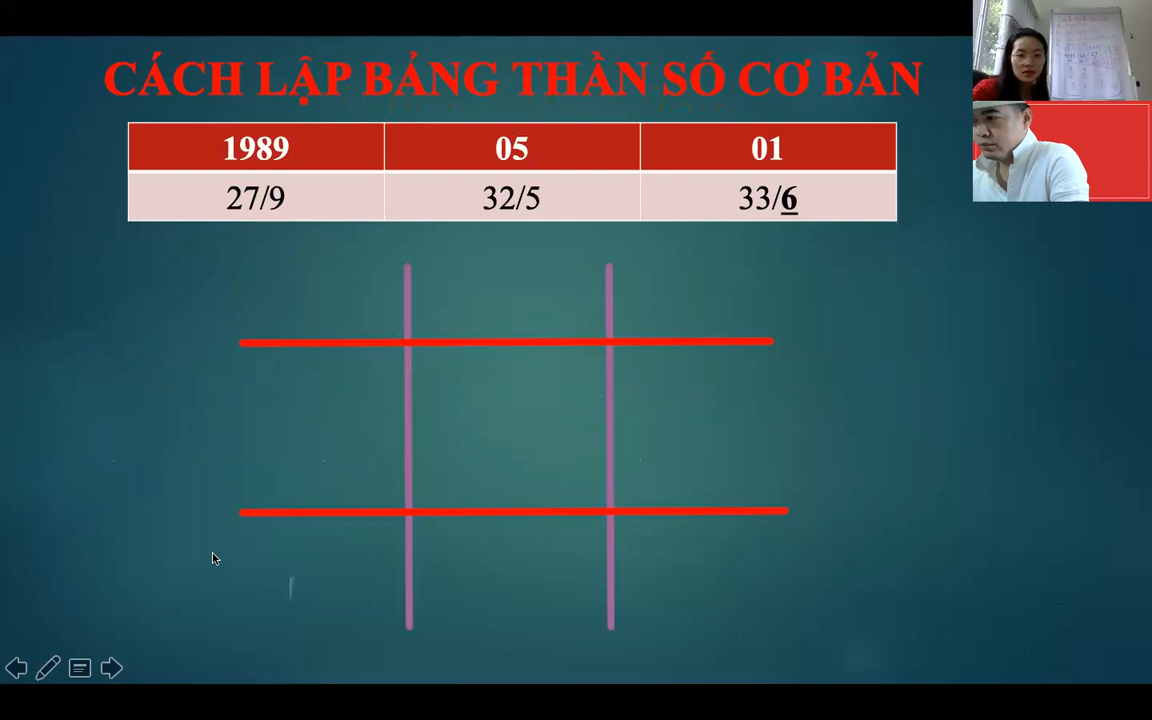 CÁCH LẬP BẢNG THẦN SỐ CƠ BẢN
1989 05 01
27/9 32/5 33/6